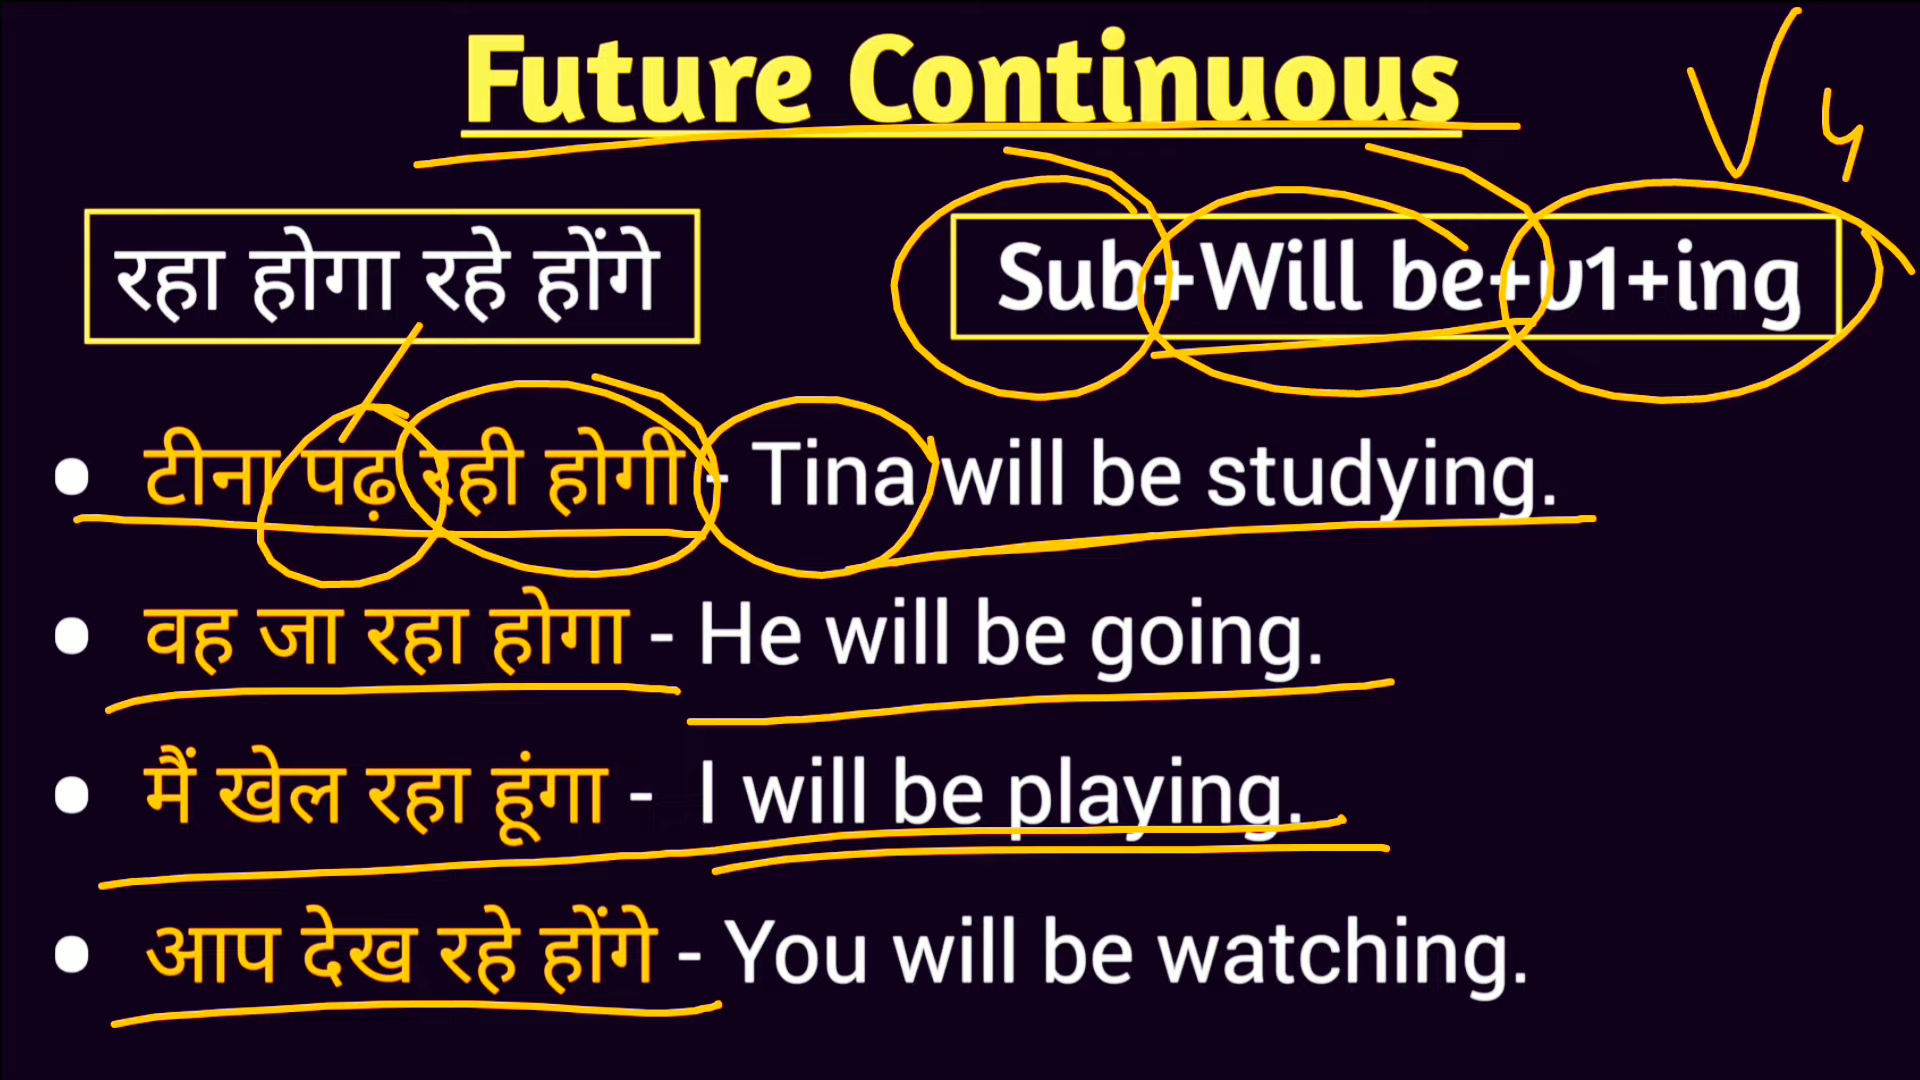 Future Continuous
V4
रहा होगा रहे होंगे
Sub+Will be+v1+ing
• टीना पढ़ रही होगी - Tina will be studying.
• वह जा रहा होगा - He will be going.
• मैं खेल रहा हूंगा - I will be playing.
• आप देख रहे होंगे - You will be watching.